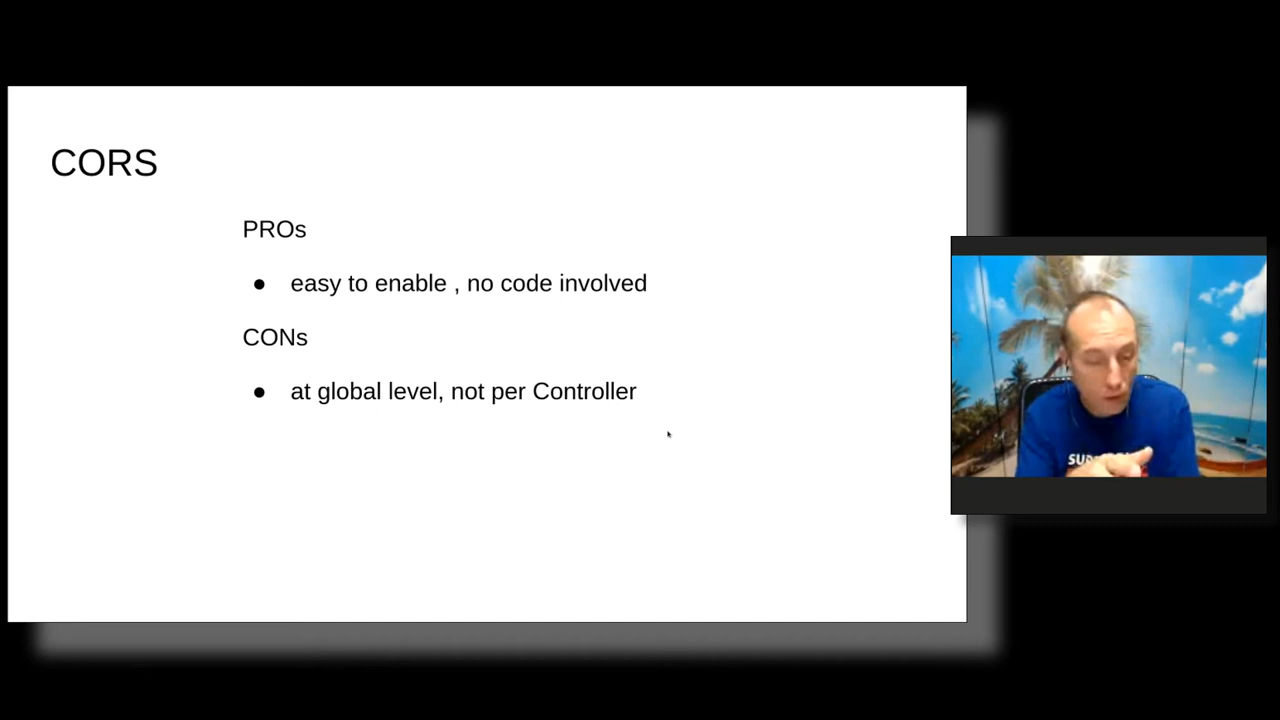 CORS
PROs
● easy to enable , no code involved
CONs
● at global level, not per Controller